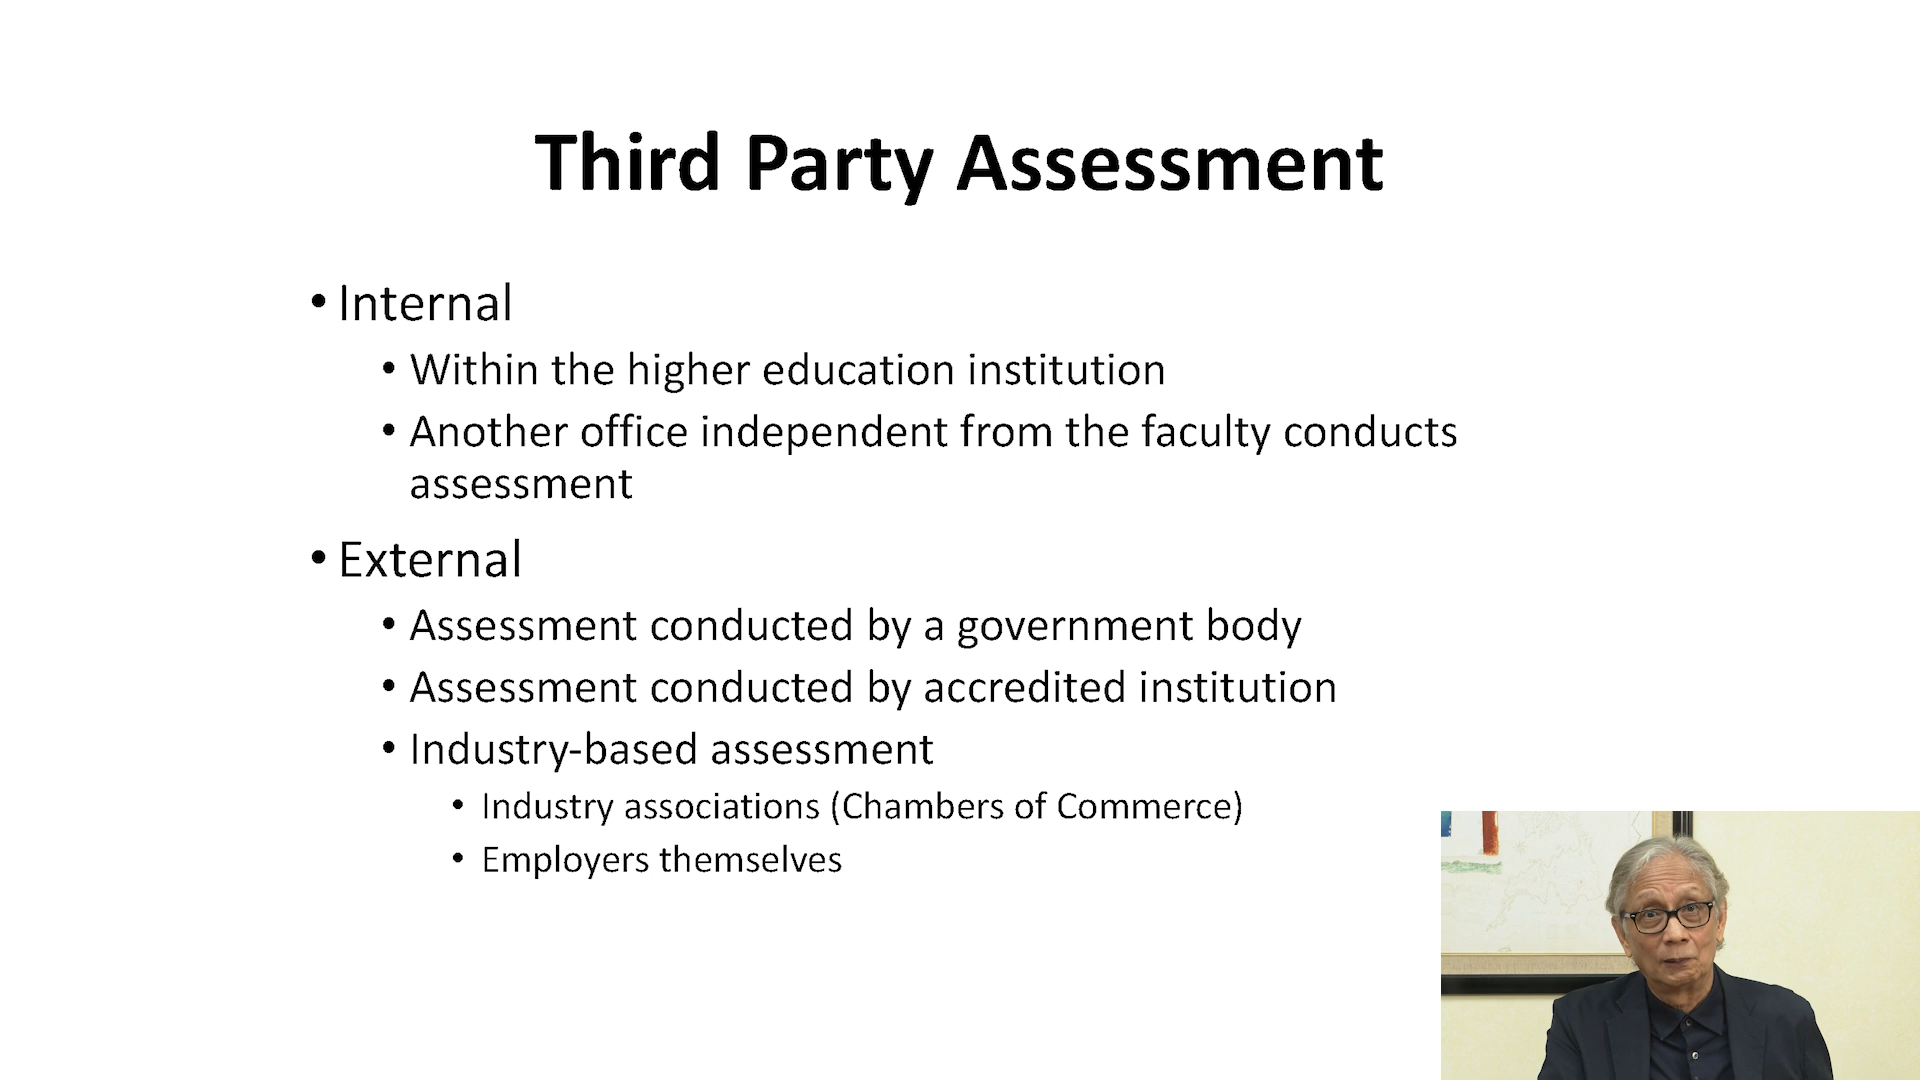 Third Party Assessment
• Internal
• Within the higher education institution
• Another office independent from the faculty conducts
assessment
• External
• Assessment conducted by a government body
• Assessment conducted by accredited institution
• Industry-based assessment
• Industry associations (Chambers of Commerce)
• Employers themselves